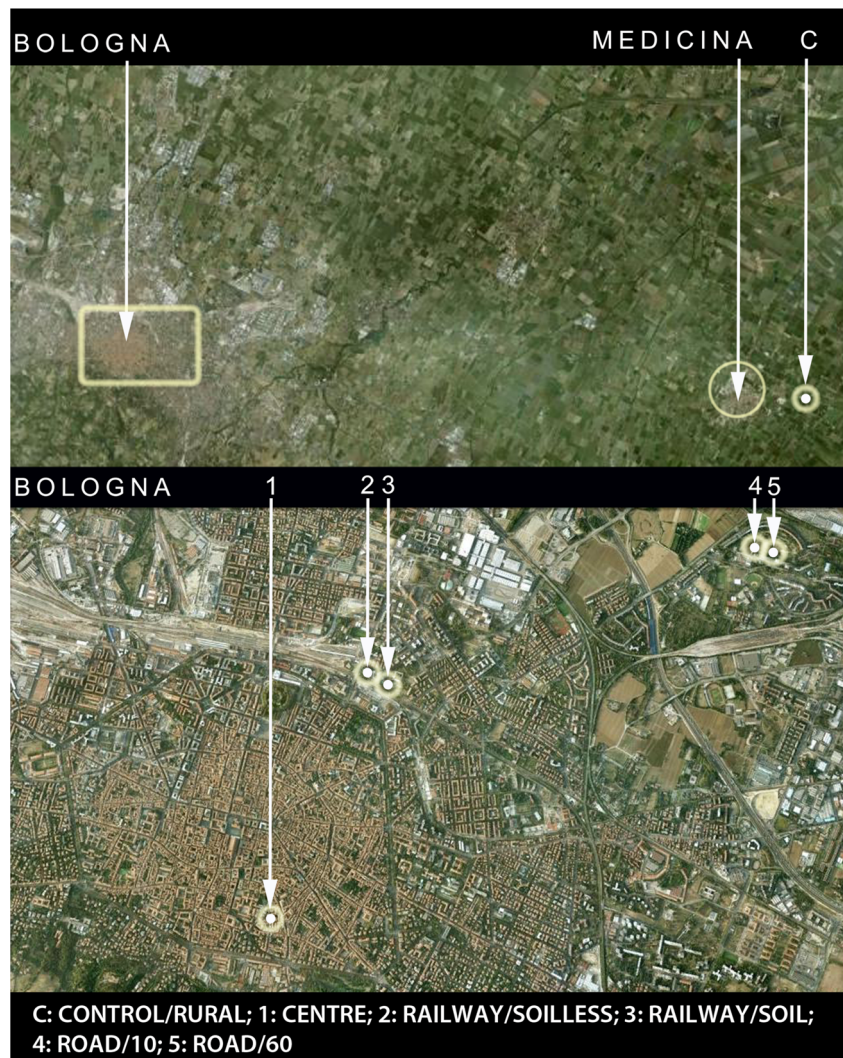 BOLOGNA MEDICINA C
BOLOGNA 1 2 3 4 5
C: CONTROL/RURAL; 1: CENTRE; 2: RAILWAY/SOILLESS; 3: RAILWAY/SOIL;
4: ROAD/10; 5: ROAD/60